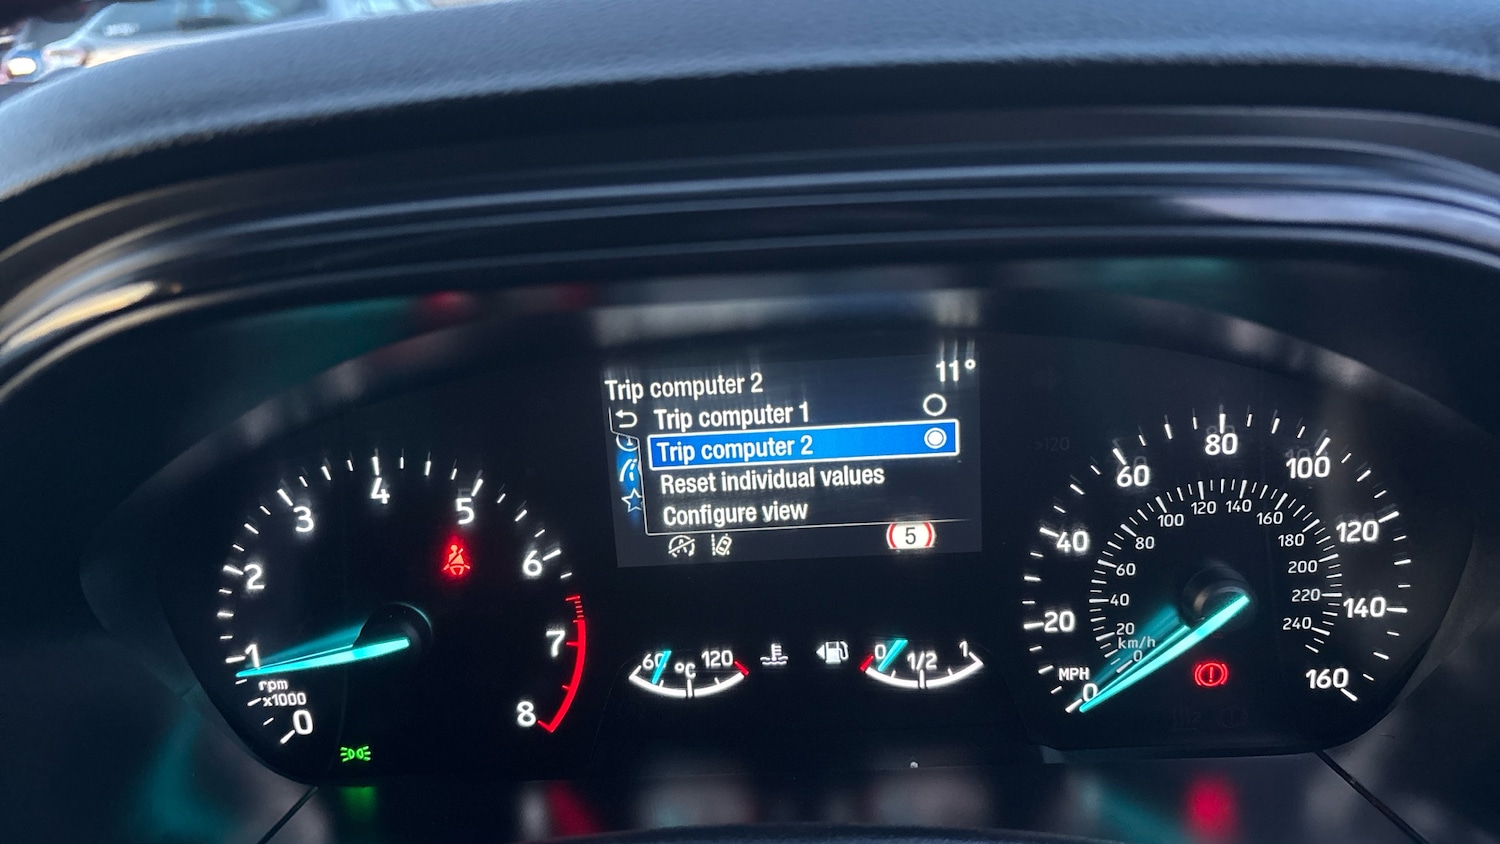 Trip computer 2 11°
Trip computer 1
Trip computer 2
Reset individual values
Configure view
5
0 1 2 3 4 5 6 7 8
rpm
x1000
60 °C 120
0 1/2 1
0 20 40 60 80 100 120 140 160
MPH
0 20 40 60 80 100 120 140 160 180 200 220 240
km/h